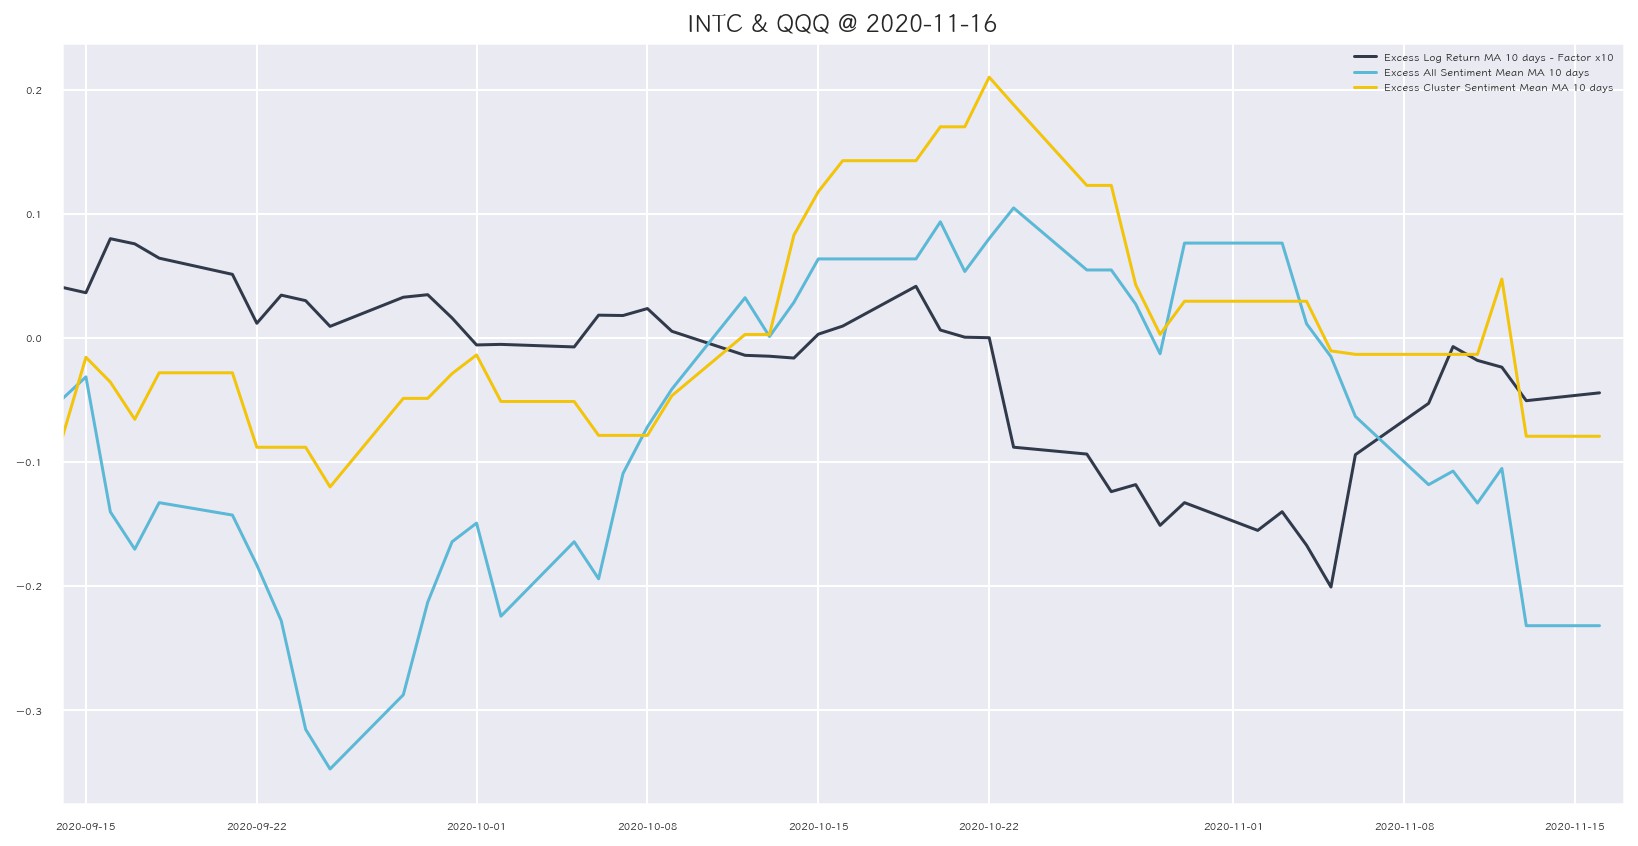 INTC & QQQ @ 2020-11-16
Excess Log Return MA 10 days - Factor x10
Excess All Sentiment Mean MA 10 days
Excess Cluster Sentiment Mean MA 10 days
0.2
0.1
0.0
−0.1
−0.2
−0.3
2020-09-15 2020-09-22 2020-10-01 2020-10-08 2020-10-15 2020-10-22 2020-11-01 2020-11-08 2020-11-15